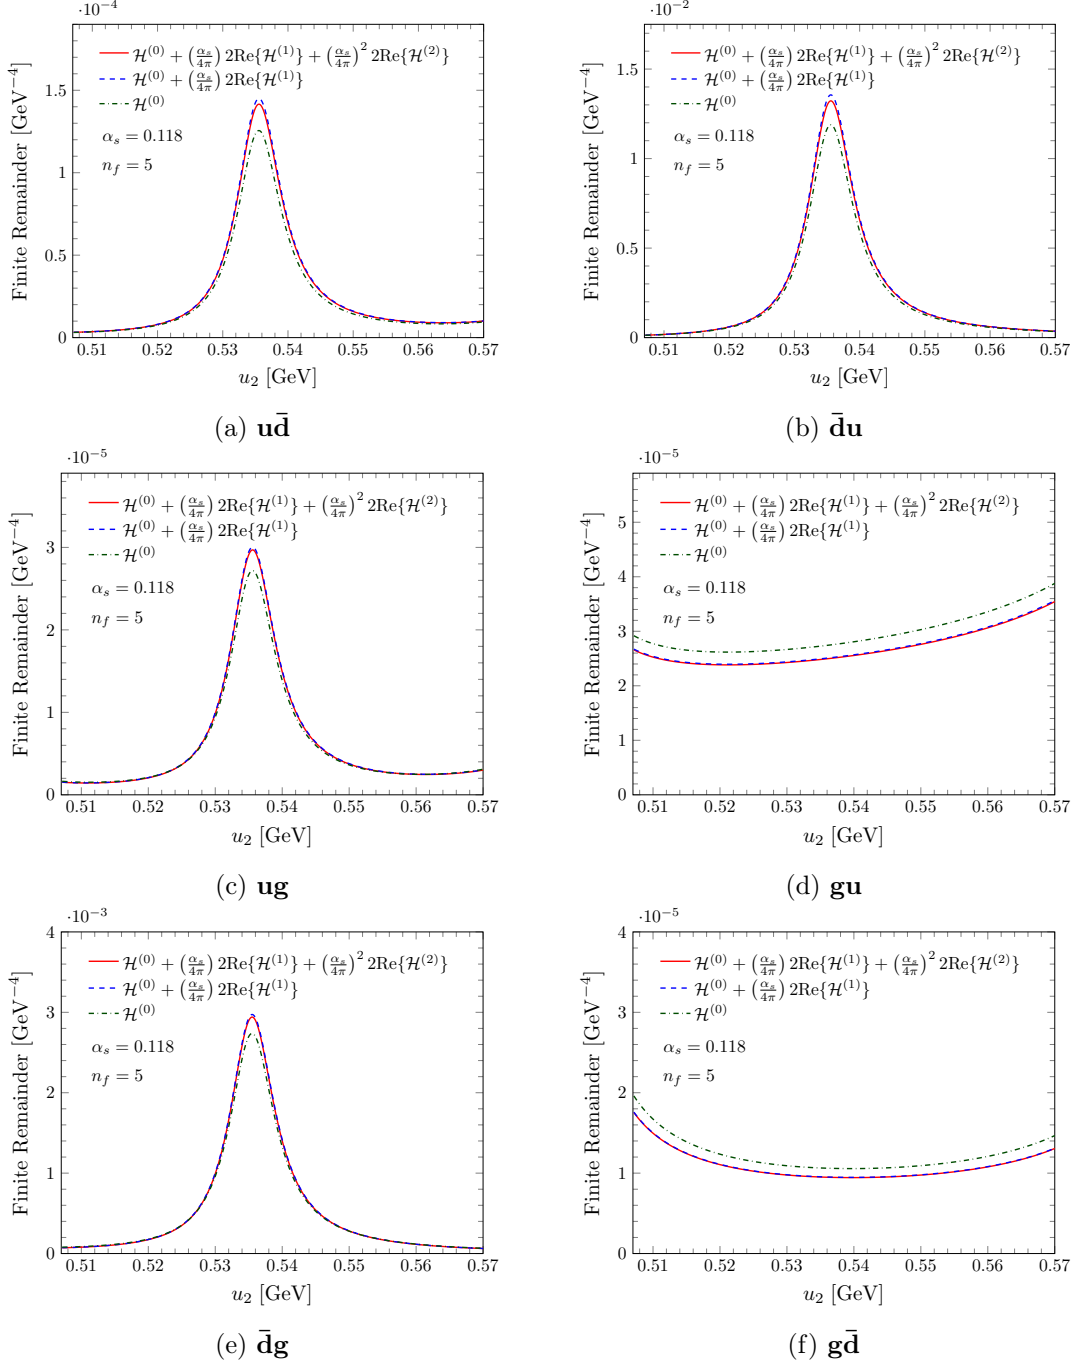 ·10⁻⁴
Finite Remainder [GeV⁻⁴]
1.5
1
0.5
0
H⁽⁰⁾ + (αₛ/4π) 2Re{H⁽¹⁾} + (αₛ/4π)² 2Re{H⁽²⁾}
H⁽⁰⁾ + (αₛ/4π) 2Re{H⁽¹⁾}
H⁽⁰⁾
αₛ = 0.118
n_f = 5
0.51 0.52 0.53 0.54 0.55 0.56 0.57
u₂ [GeV]
(a) ud̄
·10⁻²
Finite Remainder [GeV⁻⁴]
1.5
1
0.5
0
H⁽⁰⁾ + (αₛ/4π) 2Re{H⁽¹⁾} + (αₛ/4π)² 2Re{H⁽²⁾}
H⁽⁰⁾ + (αₛ/4π) 2Re{H⁽¹⁾}
H⁽⁰⁾
αₛ = 0.118
n_f = 5
0.51 0.52 0.53 0.54 0.55 0.56 0.57
u₂ [GeV]
(b) d̄u
·10⁻⁵
Finite Remainder [GeV⁻⁴]
3
2
1
0
H⁽⁰⁾ + (αₛ/4π) 2Re{H⁽¹⁾} + (αₛ/4π)² 2Re{H⁽²⁾}
H⁽⁰⁾ + (αₛ/4π) 2Re{H⁽¹⁾}
H⁽⁰⁾
αₛ = 0.118
n_f = 5
0.51 0.52 0.53 0.54 0.55 0.56 0.57
u₂ [GeV]
(c) ug
·10⁻⁵
Finite Remainder [GeV⁻⁴]
5
4
3
2
1
0
H⁽⁰⁾ + (αₛ/4π) 2Re{H⁽¹⁾} + (αₛ/4π)² 2Re{H⁽²⁾}
H⁽⁰⁾ + (αₛ/4π) 2Re{H⁽¹⁾}
H⁽⁰⁾
αₛ = 0.118
n_f = 5
0.51 0.52 0.53 0.54 0.55 0.56 0.57
u₂ [GeV]
(d) gu
·10⁻³
Finite Remainder [GeV⁻⁴]
4
3
2
1
0
H⁽⁰⁾ + (αₛ/4π) 2Re{H⁽¹⁾} + (αₛ/4π)² 2Re{H⁽²⁾}
H⁽⁰⁾ + (αₛ/4π) 2Re{H⁽¹⁾}
H⁽⁰⁾
αₛ = 0.118
n_f = 5
0.51 0.52 0.53 0.54 0.55 0.56 0.57
u₂ [GeV]
(e) d̄g
·10⁻⁵
Finite Remainder [GeV⁻⁴]
4
3
2
1
0
H⁽⁰⁾ + (αₛ/4π) 2Re{H⁽¹⁾} + (αₛ/4π)² 2Re{H⁽²⁾}
H⁽⁰⁾ + (αₛ/4π) 2Re{H⁽¹⁾}
H⁽⁰⁾
αₛ = 0.118
n_f = 5
0.51 0.52 0.53 0.54 0.55 0.56 0.57
u₂ [GeV]
(f) gd̄